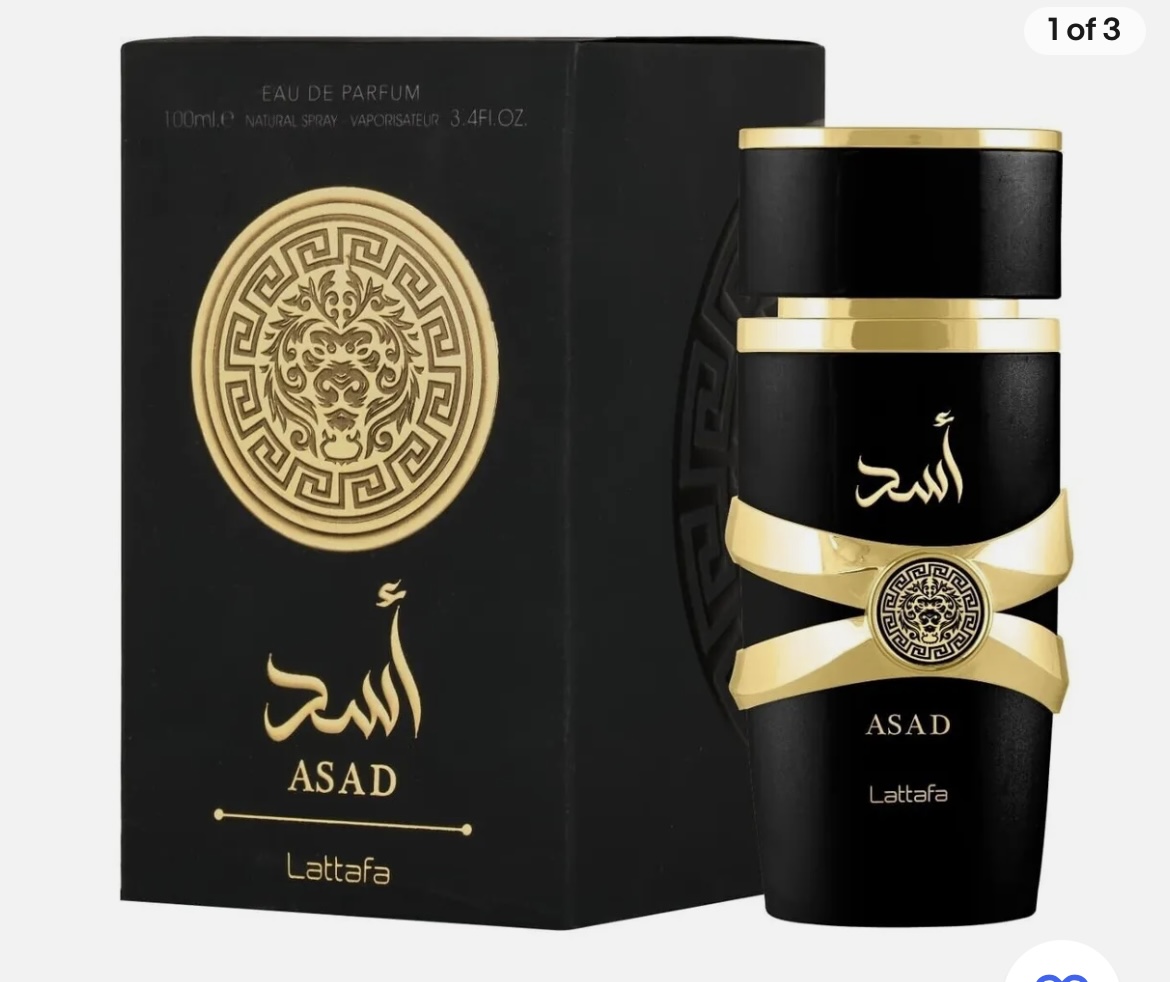 1 of 3
EAU DE PARFUM
100ml.e NATURAL SPRAY - VAPORISATEUR 3.4FL.OZ.
أسد
ASAD
Lattafa
أسد
ASAD
Lattafa